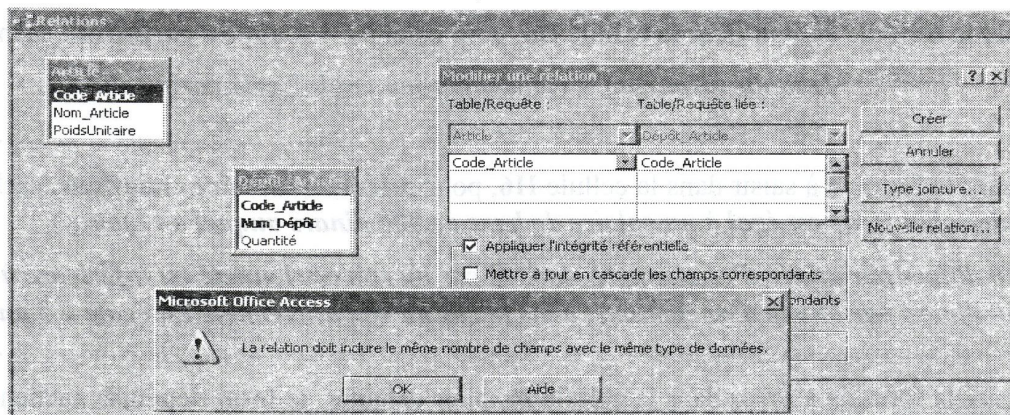 Relations
Article
Code_Article
Nom_Article
PoidsUnitaire
Code_Article
Num_Dépôt
Quantité
Modifier une relation
Table/Requête : Table/Requête liée :
Article Dépôt_Article
Code_Article Code_Article
Créer
Annuler
Type jointure...
Nouvelle relation...
Appliquer l'intégrité référentielle
Mettre à jour en cascade les champs correspondants
ondants
Microsoft Office Access
La relation doit inclure le même nombre de champs avec le même type de données.
OK Aide